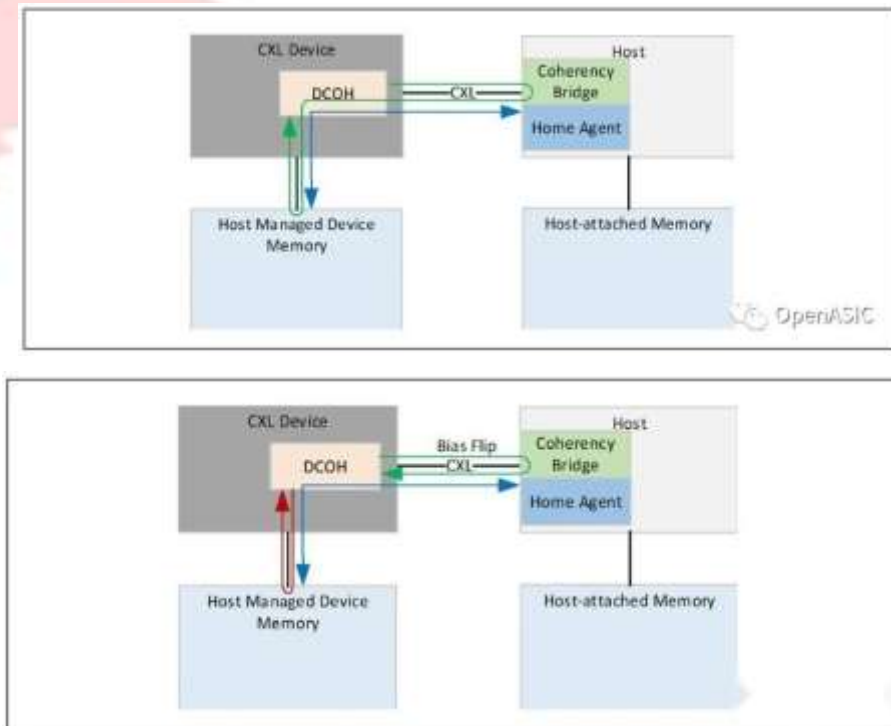 CXL Device
Host
DCOH
CXL
Coherency
Bridge
Home Agent
Host Managed Device
Memory
Host-attached Memory
OpenASIC
CXL Device
Host
Bias Flip
DCOH
CXL
Coherency
Bridge
Home Agent
Host Managed Device
Memory
Host-attached Memory